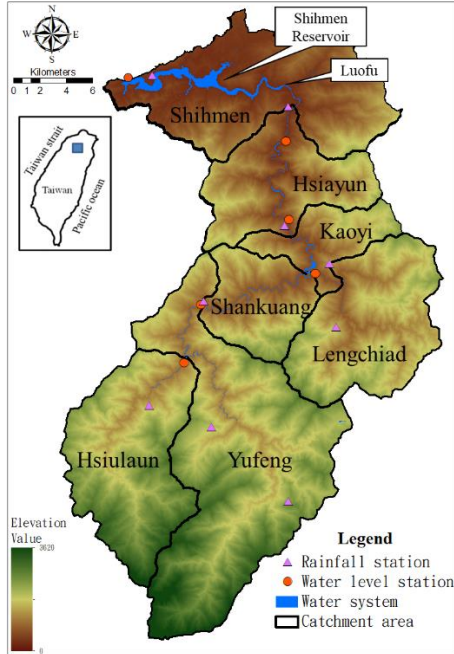 N
W
E
S
Kilometers
0 1 2
4
6
Shihmen
Reservoir
Luofu
Shihmen
Taiwan strait
Taiwan
Pacific ocean
Hsiayun
Kaoyi
Shankuang
Lengchiad
Hsiulaun
Yufeng
Elevation
Value
3620
0
Legend
Rainfall station
Water level station
Water system
Catchment area